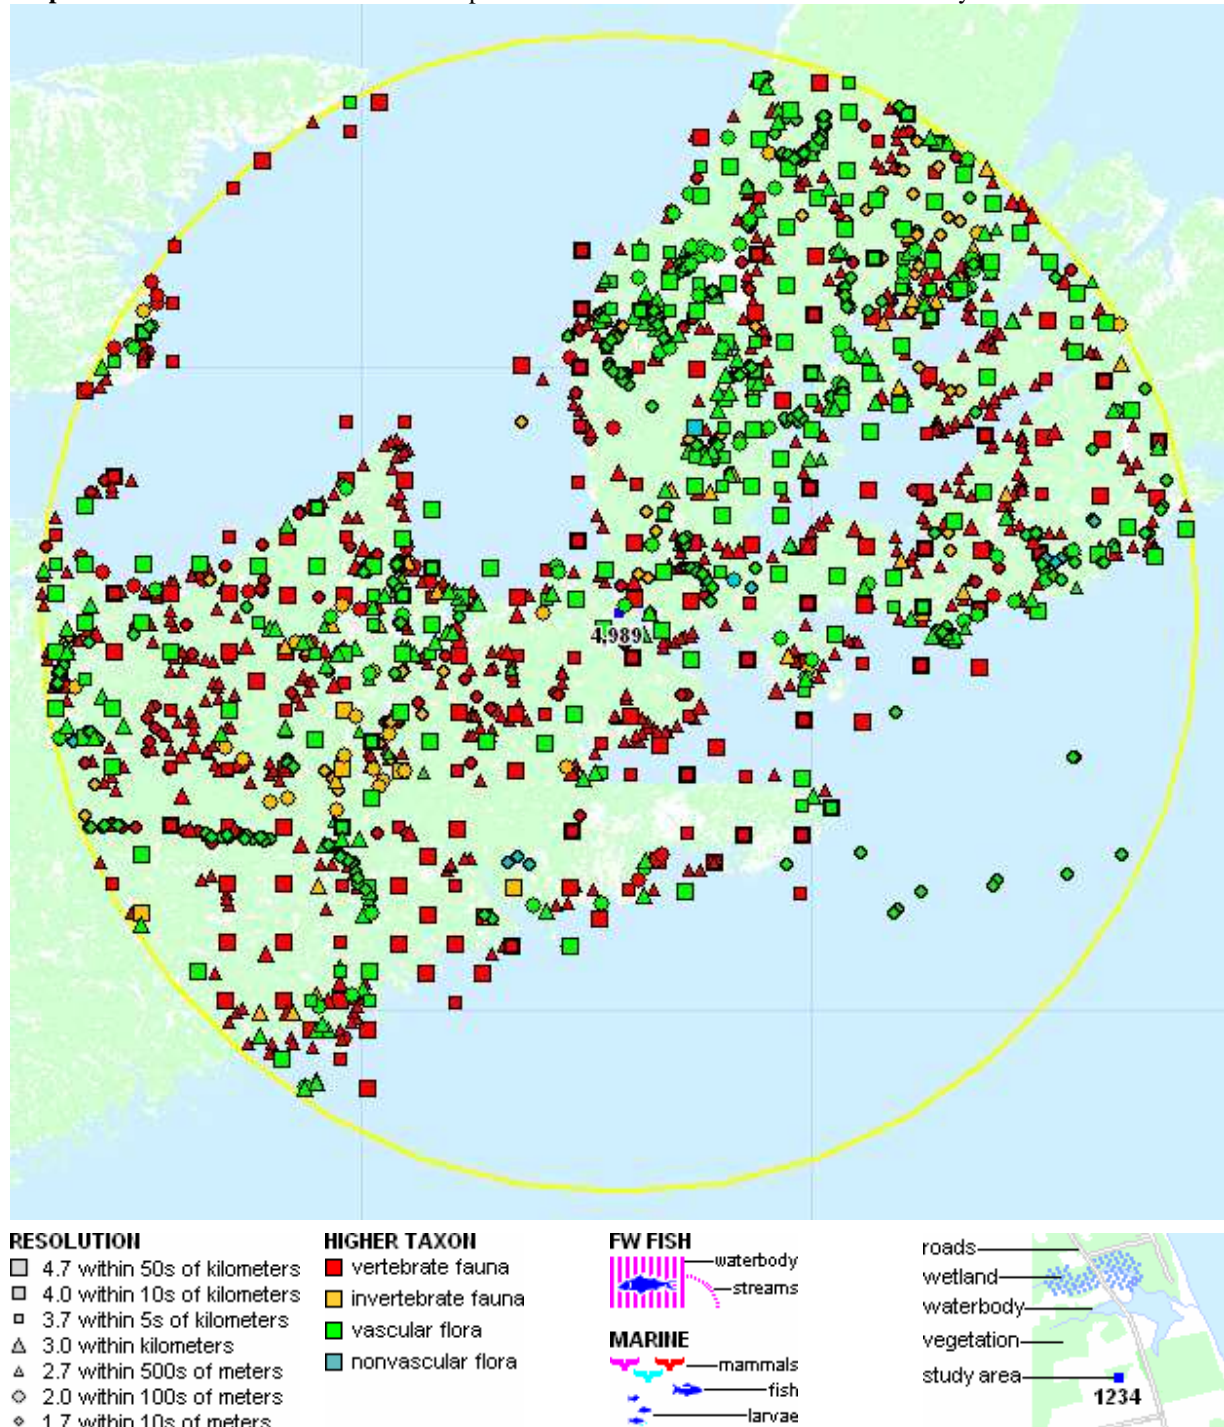 4,989
RESOLUTION
4.7 within 50s of kilometers
4.0 within 10s of kilometers
3.7 within 5s of kilometers
3.0 within kilometers
2.7 within 500s of meters
2.0 within 100s of meters
1.7 within 10s of meters
HIGHER TAXON
vertebrate fauna
invertebrate fauna
vascular flora
nonvascular flora
FW FISH
waterbody
streams
MARINE
mammals
fish
larvae
roads
wetland
waterbody
vegetation
study area
1234